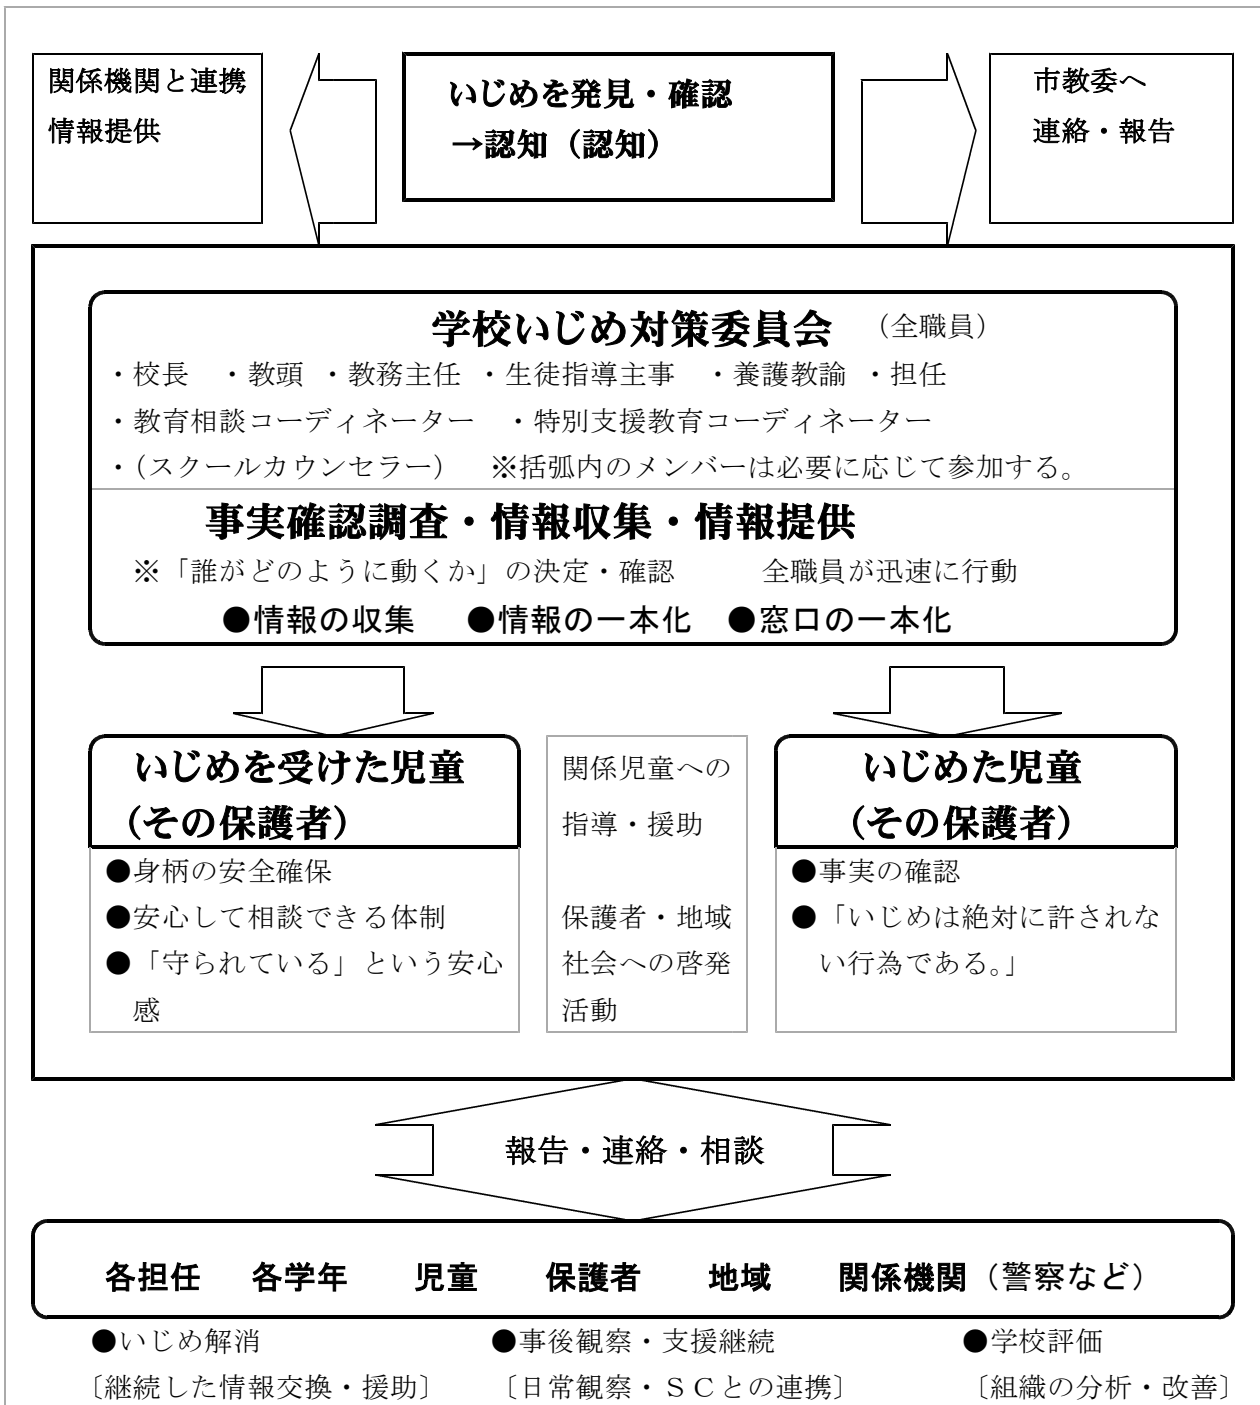 関係機関と連携
情報提供
いじめを発見・確認
→認知（認知）
市教委へ
連絡・報告
学校いじめ対策委員会　（全職員）
・校長　・教頭　・教務主任　・生徒指導主事　・養護教諭　・担任
・教育相談コーディネーター　・特別支援教育コーディネーター
・（スクールカウンセラー）　※括弧内のメンバーは必要に応じて参加する。
事実確認調査・情報収集・情報提供
※「誰がどのように動くか」の決定・確認　　全職員が迅速に行動
●情報の収集　●情報の一本化　●窓口の一本化
いじめを受けた児童
（その保護者）
●身柄の安全確保
●安心して相談できる体制
●「守られている」という安心
感
関係児童への
指導・援助
保護者・地域
社会への啓発
活動
いじめた児童
（その保護者）
●事実の確認
●「いじめは絶対に許されな
い行為である。」
報告・連絡・相談
各担任　各学年　児童　保護者　地域　関係機関（警察など）
●いじめ解消　●事後観察・支援継続　●学校評価
〔継続した情報交換・援助〕　〔日常観察・ＳＣとの連携〕　〔組織の分析・改善〕